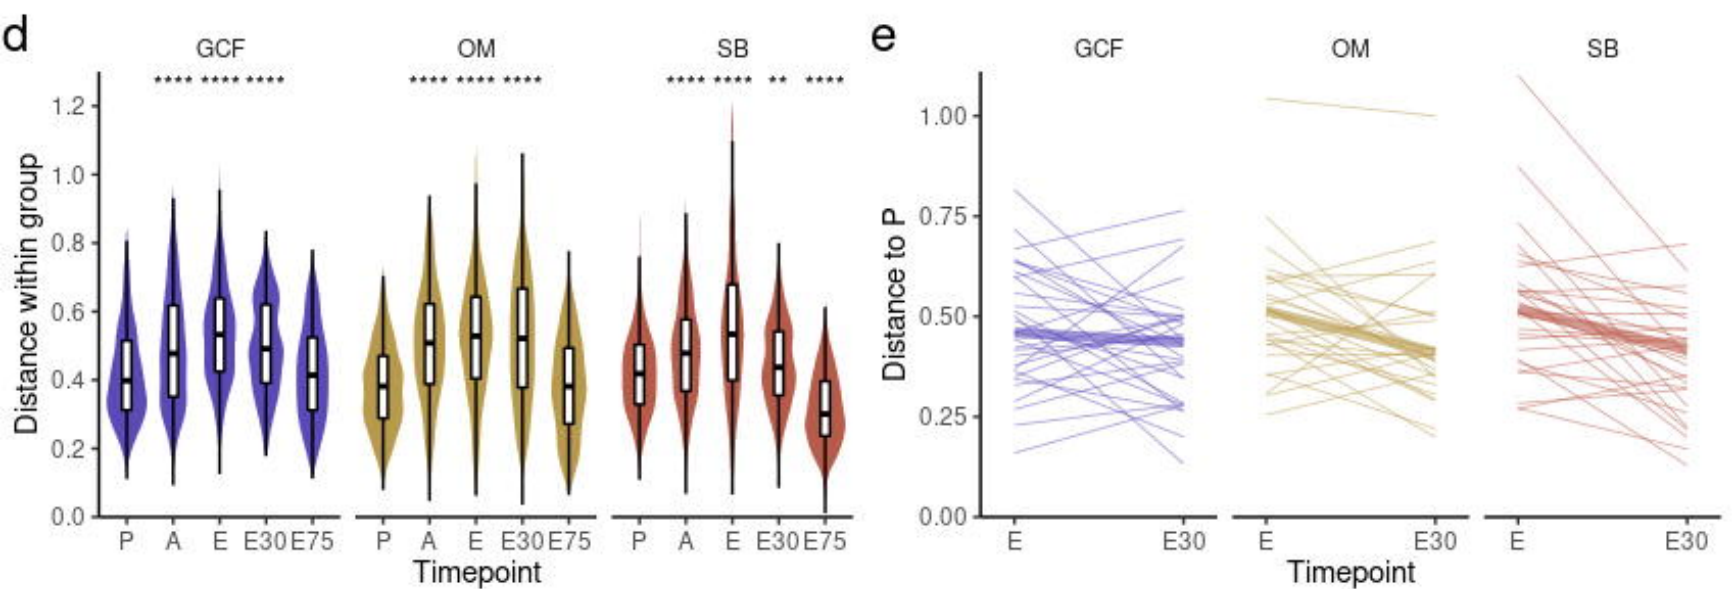 d
GCF OM SB
**** **** **** **** **** **** **** **** ** ****
Distance within group
1.2
1.0
0.8
0.6
0.4
0.2
0.0
P A E E30 E75 P A E E30 E75 P A E E30 E75
Timepoint
e
GCF OM SB
Distance to P
1.00
0.75
0.50
0.25
0.00
E E30 E E30 E E30
Timepoint